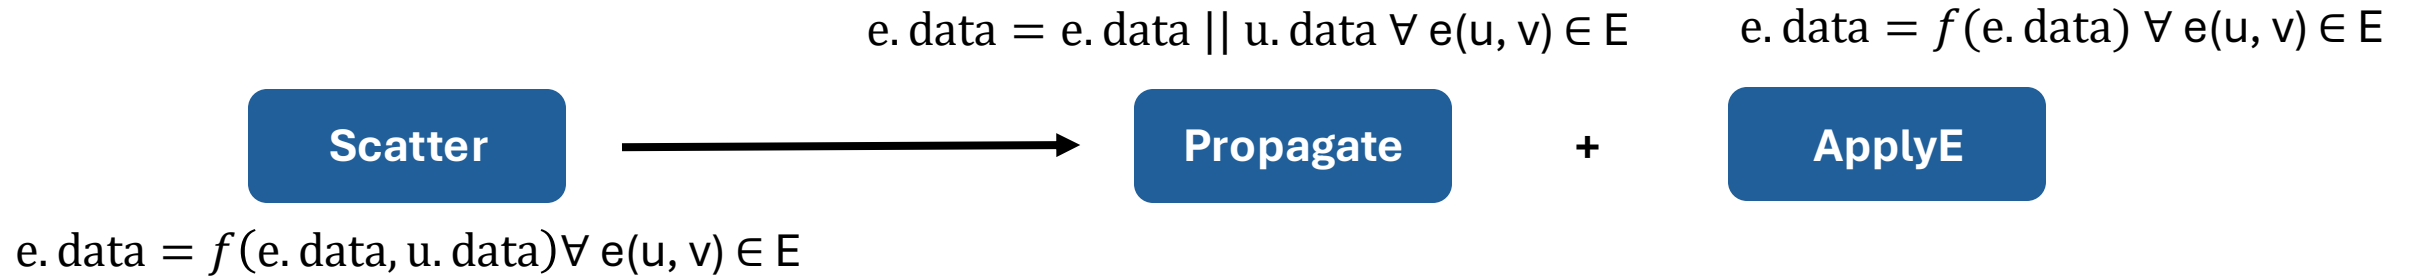 e. data = e. data || u. data ∀ e(u, v) ∈ E
e. data = f(e. data) ∀ e(u, v) ∈ E
Scatter
Propagate
+
ApplyE
e. data = f(e. data, u. data)∀ e(u, v) ∈ E